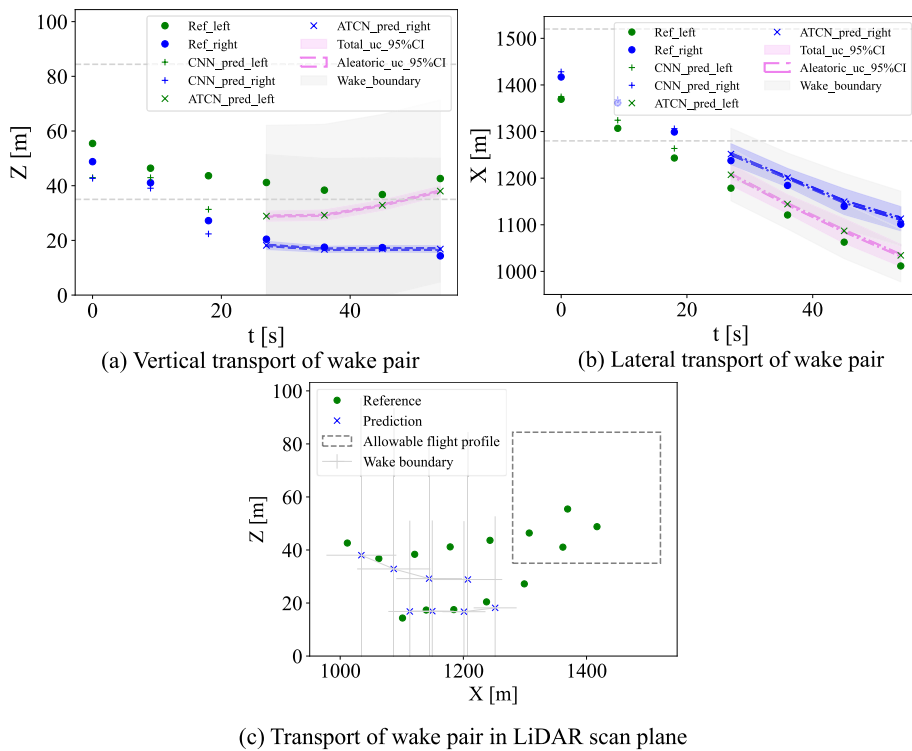 100
80
60
40
20
0
Z [m]
0
20
40
t [s]
Ref_left
Ref_right
CNN_pred_left
CNN_pred_right
ATCN_pred_left
ATCN_pred_right
Total_uc_95%CI
Aleatoric_uc_95%CI
Wake_boundary
(a) Vertical transport of wake pair
1500
1400
1300
1200
1100
1000
X [m]
0
20
40
t [s]
Ref_left
Ref_right
CNN_pred_left
CNN_pred_right
ATCN_pred_left
ATCN_pred_right
Total_uc_95%CI
Aleatoric_uc_95%CI
Wake_boundary
(b) Lateral transport of wake pair
100
80
60
40
20
0
Z [m]
1000
1200
1400
X [m]
Reference
Prediction
Allowable flight profile
Wake boundary
(c) Transport of wake pair in LiDAR scan plane